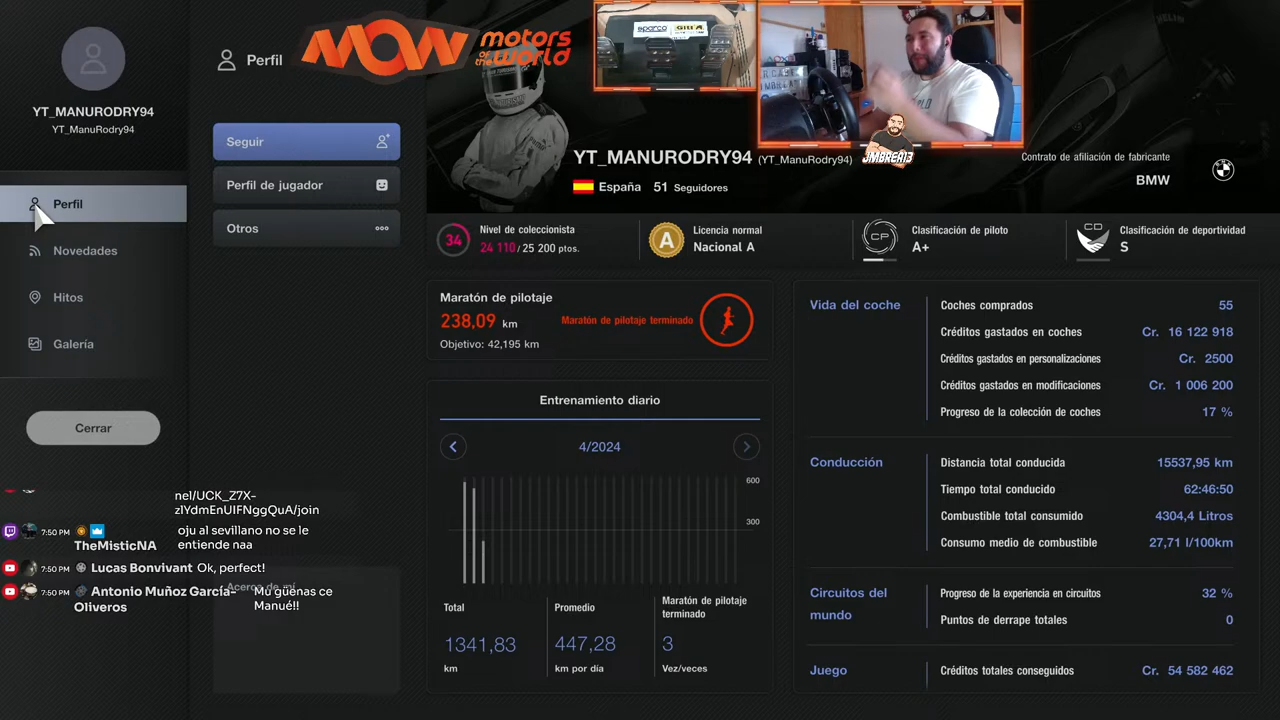 YT_MANURODRY94
YT_ManuRodry94
Perfil
Novedades
Hitos
Galería
Cerrar
Perfil
Seguir
Perfil de jugador
Otros
MOW motors of the world
sparco
JMBREA13
YT_MANURODRY94 (YT_ManuRodry94)
España 51 Seguidores
Contrato de afiliación de fabricante
BMW
34
Nivel de coleccionista
24 110 / 25 200 ptos.
A
Licencia normal
Nacional A
CP
Clasificación de piloto
A+
CD
Clasificación de deportividad
S
Maratón de pilotaje
238,09 km
Maratón de pilotaje terminado
Objetivo: 42,195 km
Entrenamiento diario
4/2024
600
300
Total
1341,83
km
Promedio
447,28
km por día
Maratón de pilotaje terminado
3
Vez/veces
Vida del coche
Coches comprados 55
Créditos gastados en coches Cr. 16 122 918
Créditos gastados en personalizaciones Cr. 2500
Créditos gastados en modificaciones Cr. 1 006 200
Progreso de la colección de coches 17 %
Conducción
Distancia total conducida 15537,95 km
Tiempo total conducido 62:46:50
Combustible total consumido 4304,4 Litros
Consumo medio de combustible 27,71 l/100km
Circuitos del mundo
Progreso de la experiencia en circuitos 32 %
Puntos de derrape totales 0
Juego
Créditos totales conseguidos Cr. 54 582 462
nel/UCK_Z7X-
zlYdmEnUIFNggQuA/join
7:50 PM TheMisticNA oju al sevillano no se le
entiende naa
7:50 PM Lucas Bonvivant Ok, perfect!
Acerca de mí
7:50 PM Antonio Muñoz García-
Oliveros Mu güenas ce
Manué!!